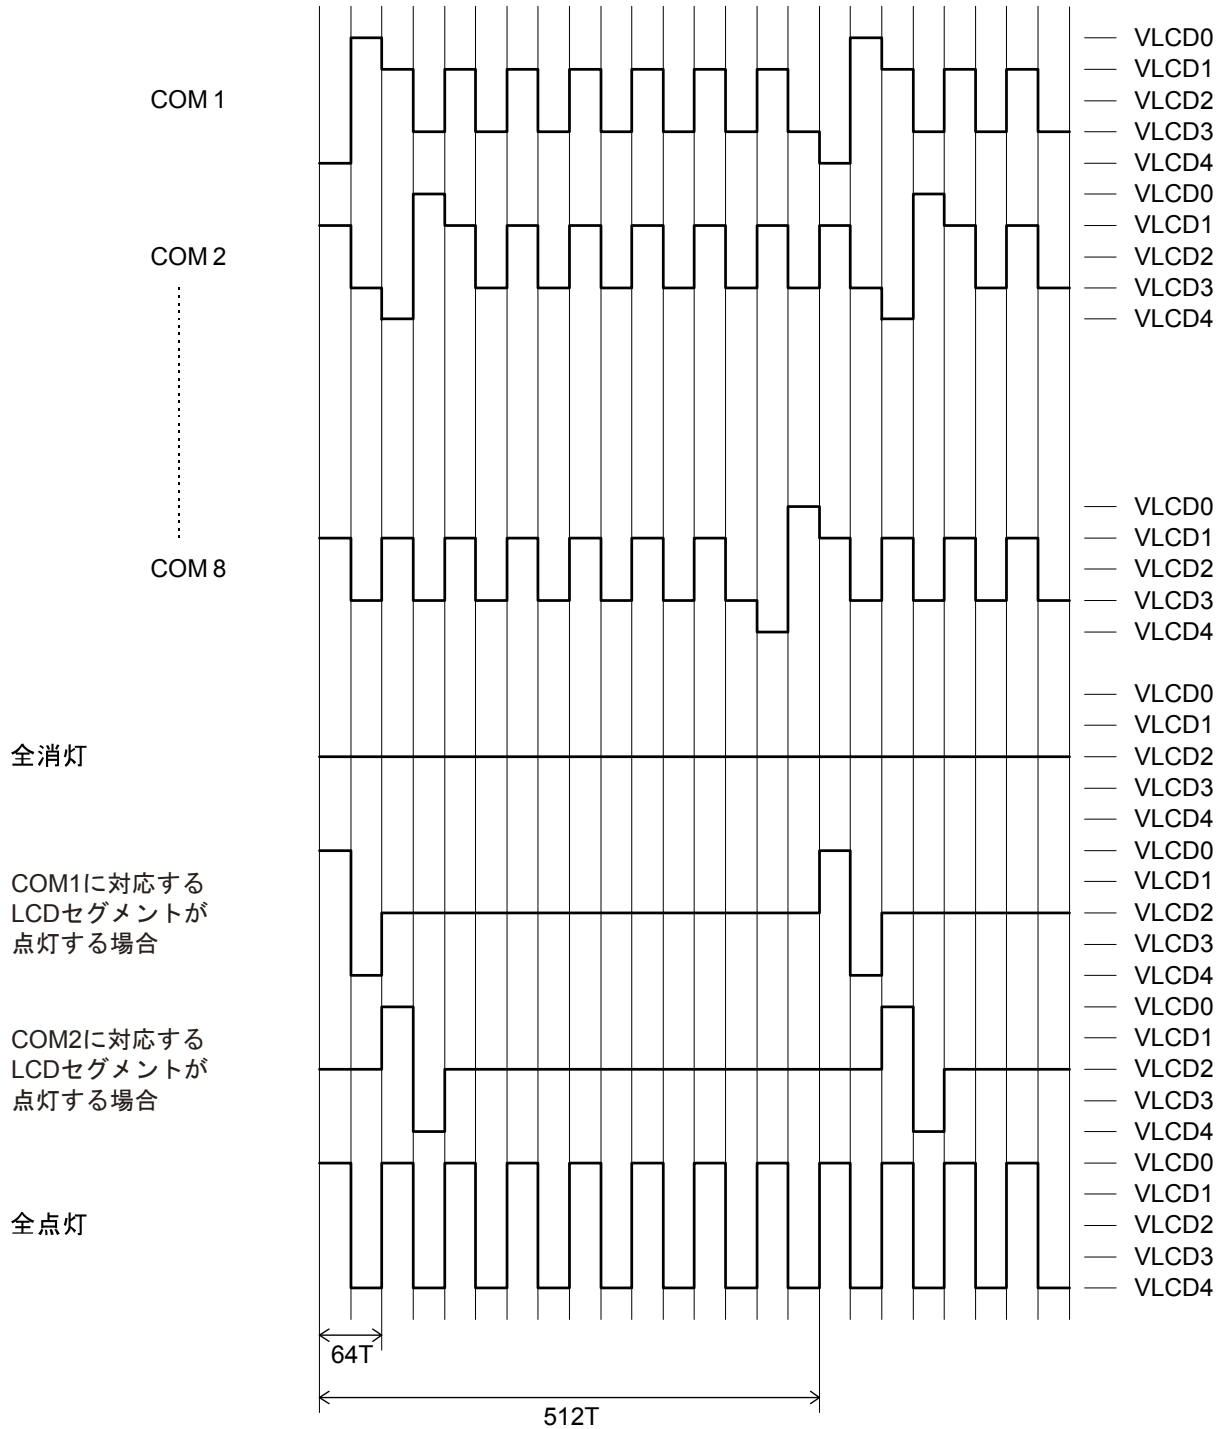 VLCD0
VLCD1
COM 1
VLCD2
VLCD3
VLCD4
VLCD0
VLCD1
COM 2
VLCD2
VLCD3
VLCD4
VLCD0
VLCD1
COM 8
VLCD2
VLCD3
VLCD4
VLCD0
VLCD1
全消灯
VLCD2
VLCD3
VLCD4
COM1に対応する
LCDセグメントが
点灯する場合
VLCD0
VLCD1
VLCD2
VLCD3
VLCD4
COM2に対応する
LCDセグメントが
点灯する場合
VLCD0
VLCD1
VLCD2
VLCD3
VLCD4
全点灯
VLCD0
VLCD1
VLCD2
VLCD3
VLCD4
64T
512T